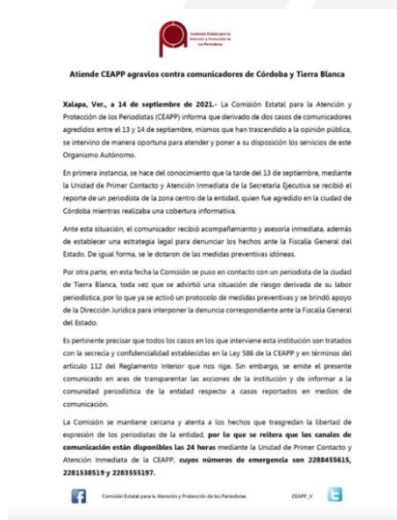 Comisión Estatal para la
Atención y Protección de
los Periodistas
Atiende CEAPP agravios contra comunicadores de Córdoba y Tierra Blanca
Xalapa, Ver., a 14 de septiembre de 2021.- La Comisión Estatal para la Atención y
Protección de los Periodistas (CEAPP) informa que derivado de dos casos de comunicadores
agredidos entre el 13 y 14 de septiembre, mismos que han trascendido a la opinión pública,
se intervino de manera oportuna para atender y poner a su disposición los servicios de este
Organismo Autónomo.
En primera instancia, se hace del conocimiento que la tarde del 13 de septiembre, mediante
la Unidad de Primer Contacto y Atención Inmediata de la Secretaría Ejecutiva se recibió el
reporte de un periodista de la zona centro de la entidad, quien fue agredido en la ciudad de
Córdoba mientras realizaba una cobertura informativa.
Ante esta situación, el comunicador recibió acompañamiento y asesoría inmediata, además
de establecer una estrategia legal para denunciar los hechos ante la Fiscalía General del
Estado. De igual forma, se le dotaron de las medidas preventivas idóneas.
Por otra parte, en esta fecha la Comisión se puso en contacto con un periodista de la ciudad
de Tierra Blanca, toda vez que se advirtió una situación de riesgo derivada de su labor
periodística, por lo que ya se activó un protocolo de medidas preventivas y se brindó apoyo
de la Dirección Jurídica para interponer la denuncia correspondiente ante la Fiscalía General
del Estado.
Es pertinente precisar que todos los casos en los que interviene esta institución son tratados
con la secrecía y confidencialidad establecidas en la Ley 586 de la CEAPP y en términos del
artículo 112 del Reglamento Interior que nos rige. Sin embargo, se emite el presente
comunicado en aras de transparentar las acciones de la institución y de informar a la
comunidad periodística de la entidad respecto a casos reportados en medios de
comunicación.
La Comisión se mantiene cercana y atenta a los hechos que trasgredan la libertad de
expresión de los periodistas de la entidad, por lo que se reitera que los canales de
comunicación están disponibles las 24 horas mediante la Unidad de Primer Contacto y
Atención Inmediata de la CEAPP, cuyos números de emergencia son 2288455615,
2281538519 y 2283555197.
Comisión Estatal para la Atención y Protección de los Periodistas CEAPP_V